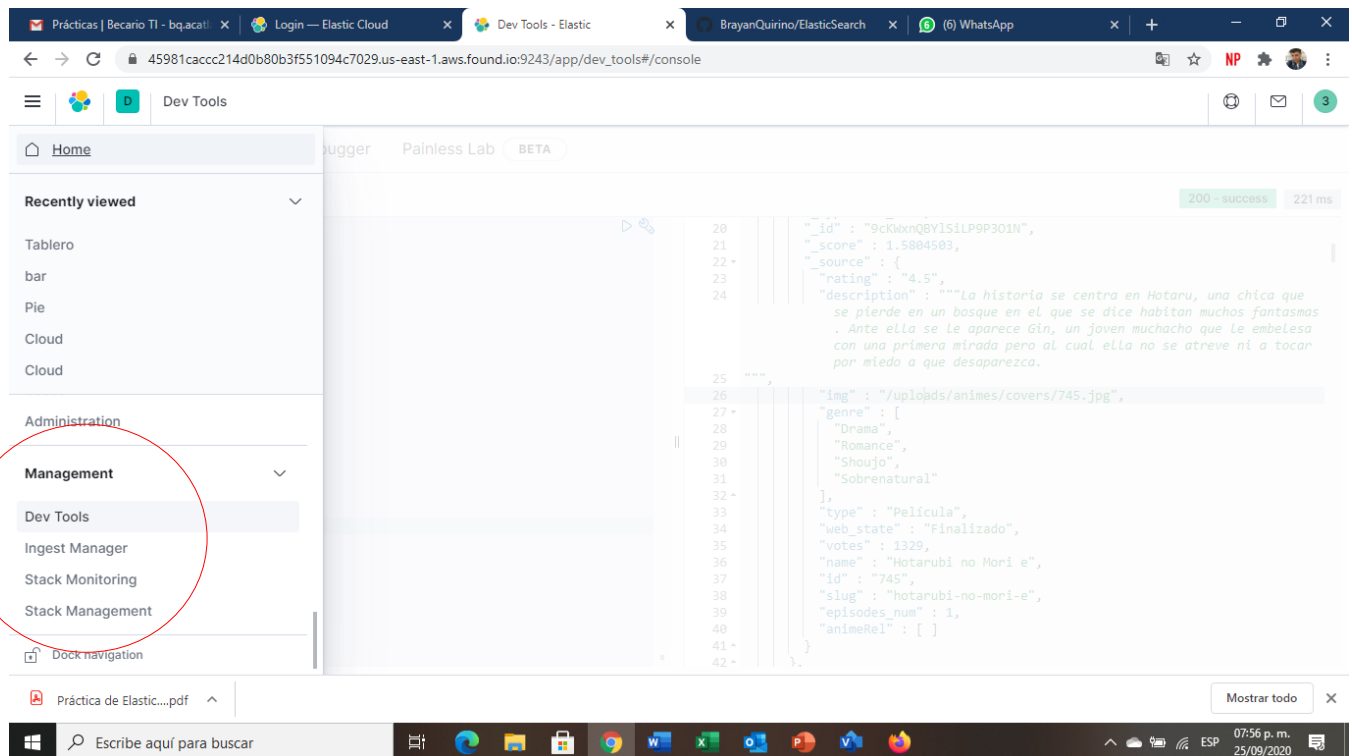 Prácticas | Becario TI - bq.acatl
Login — Elastic Cloud
Dev Tools - Elastic
BrayanQuirino/ElasticSearch
(6) WhatsApp
45981caccc214d0b80b3f551094c7029.us-east-1.aws.found.io:9243/app/dev_tools#/console
NP
D
Dev Tools
3
Home
ugger
Painless Lab
BETA
Recently viewed
Tablero
bar
Pie
Cloud
Cloud
Administration
Management
Dev Tools
Ingest Manager
Stack Monitoring
Stack Management
Dock navigation
200 - success
221 ms
20 "_id" : "9cKWxnQBYlSiLP9P3O1N",
21 "_score" : 1.5804503,
22 "_source" : {
23 "rating" : "4.5",
24 "description" : """La historia se centra en Hotaru, una chica que
se pierde en un bosque en el que se dice habitan muchos fantasmas
. Ante ella se le aparece Gin, un joven muchacho que le embelesa
con una primera mirada pero al cual ella no se atreve ni a tocar
por miedo a que desaparezca.
25 """,
26 "img" : "/uploads/animes/covers/745.jpg",
27 "genre" : [
28 "Drama",
29 "Romance",
30 "Shoujo",
31 "Sobrenatural"
32 ],
33 "type" : "Película",
34 "web_state" : "Finalizado",
35 "votes" : 1329,
36 "name" : "Hotarubi no Mori e",
37 "id" : "745",
38 "slug" : "hotarubi-no-mori-e",
39 "episodes_num" : 1,
40 "animeRel" : [ ]
41 }
42 },
Práctica de Elastic....pdf
Mostrar todo
Escribe aquí para buscar
ESP
07:56 p. m.
25/09/2020